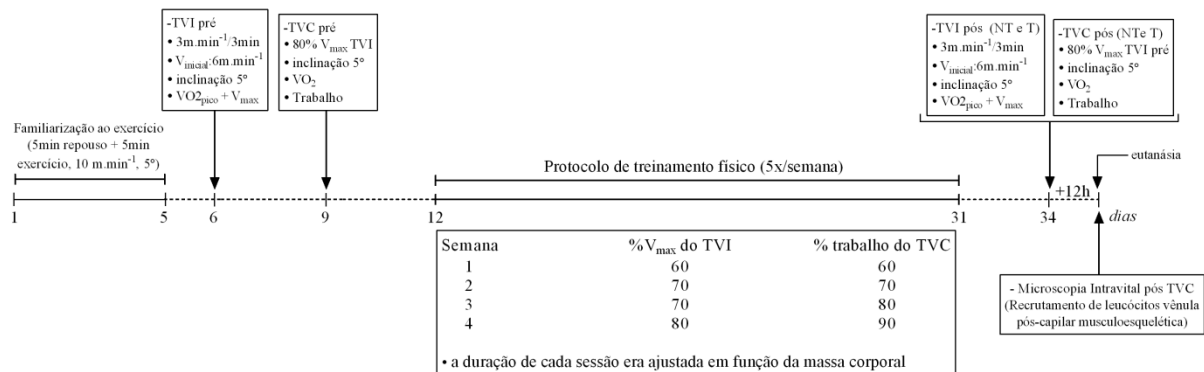 -TVI pré
• 3m.min⁻¹/3min
• V_inicial:6m.min⁻¹
• inclinação 5º
• VO2_pico + V_max
-TVC pré
• 80% V_max TVI
• inclinação 5º
• VO₂
• Trabalho
-TVI pós (NT e T)
• 3m.min⁻¹/3min
• V_inicial:6m.min⁻¹
• inclinação 5º
• VO2_pico + V_max
-TVC pós (NTe T)
• 80% V_max TVI pré
• inclinação 5º
• VO₂
• Trabalho
Familiarização ao exercício
(5min repouso + 5min
exercício, 10 m.min⁻¹, 5º)
Protocolo de treinamento físico (5x/semana)
eutanásia
+12h
1 5 6 9 12 31 34 dias
Semana %V_max do TVI % trabalho do TVC
1 60 60
2 70 70
3 70 80
4 80 90
• a duração de cada sessão era ajustada em função da massa corporal
- Microscopia Intravital pós TVC
(Recrutamento de leucócitos vênula
pós-capilar musculoesquelética)